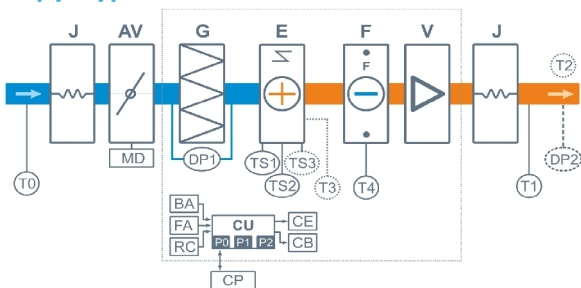 J AV G E F V J
F
T2
MD
DP1
TS1 TS3
TS2
T3
T0
T4
T1
DP2
BA
FA
RC
CU
P0 P1 P2
CE
CB
CP